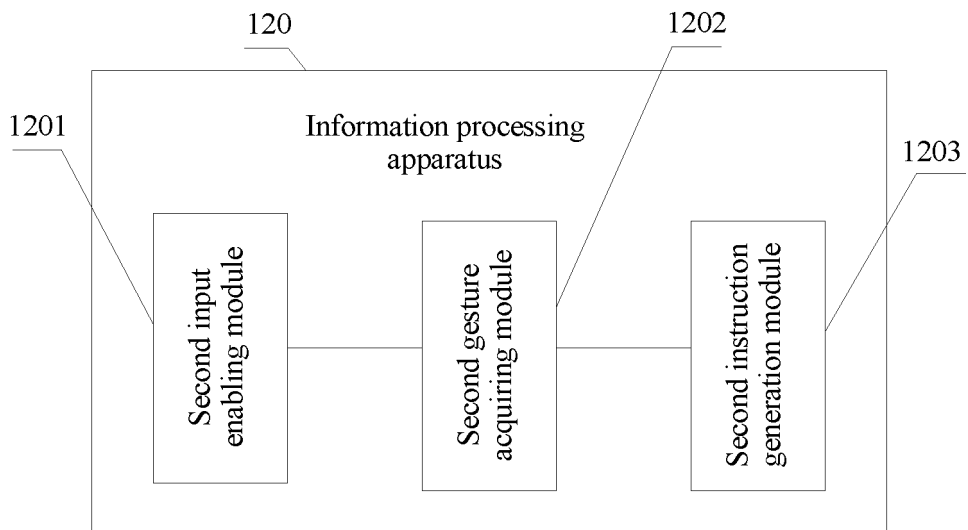 120
1202
1201
Information processing
apparatus
1203
Second input
enabling module
Second gesture
acquiring module
Second instruction
generation module